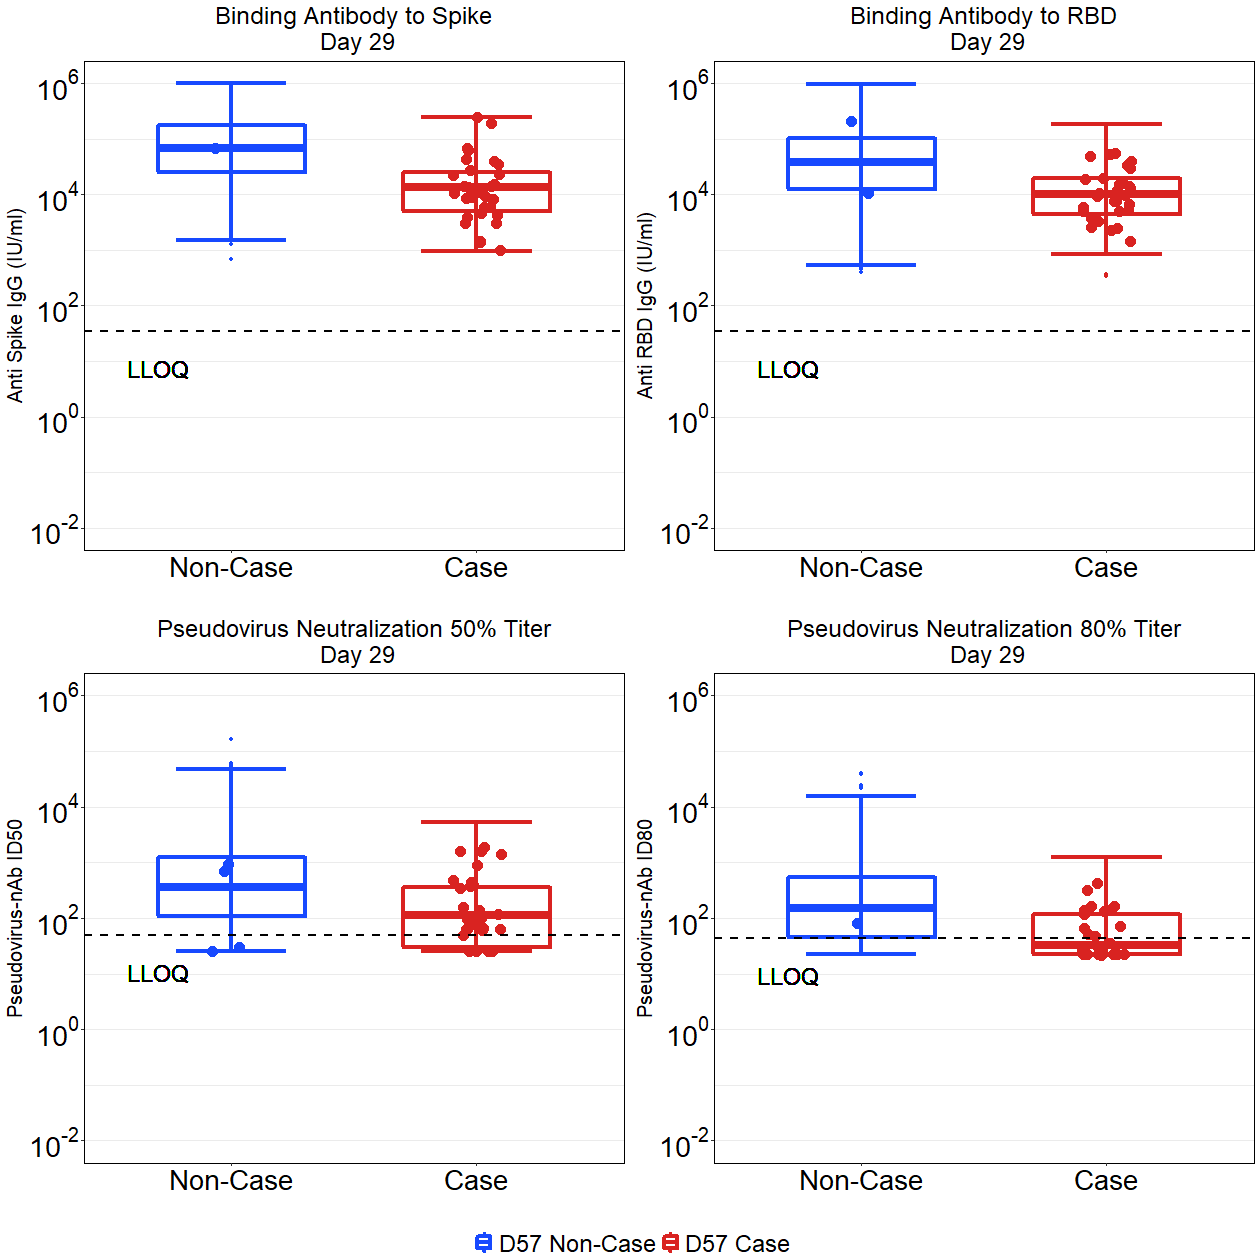 Binding Antibody to Spike
Day 29
Anti Spike IgG (IU/ml)
10^6
10^4
10^2
10^0
10^-2
LLOQ
Non-Case Case
Binding Antibody to RBD
Day 29
Anti RBD IgG (IU/ml)
10^6
10^4
10^2
10^0
10^-2
LLOQ
Non-Case Case
Pseudovirus Neutralization 50% Titer
Day 29
Pseudovirus-nAb ID50
10^6
10^4
10^2
10^0
10^-2
LLOQ
Non-Case Case
Pseudovirus Neutralization 80% Titer
Day 29
Pseudovirus-nAb ID80
10^6
10^4
10^2
10^0
10^-2
LLOQ
Non-Case Case
D57 Non-Case D57 Case